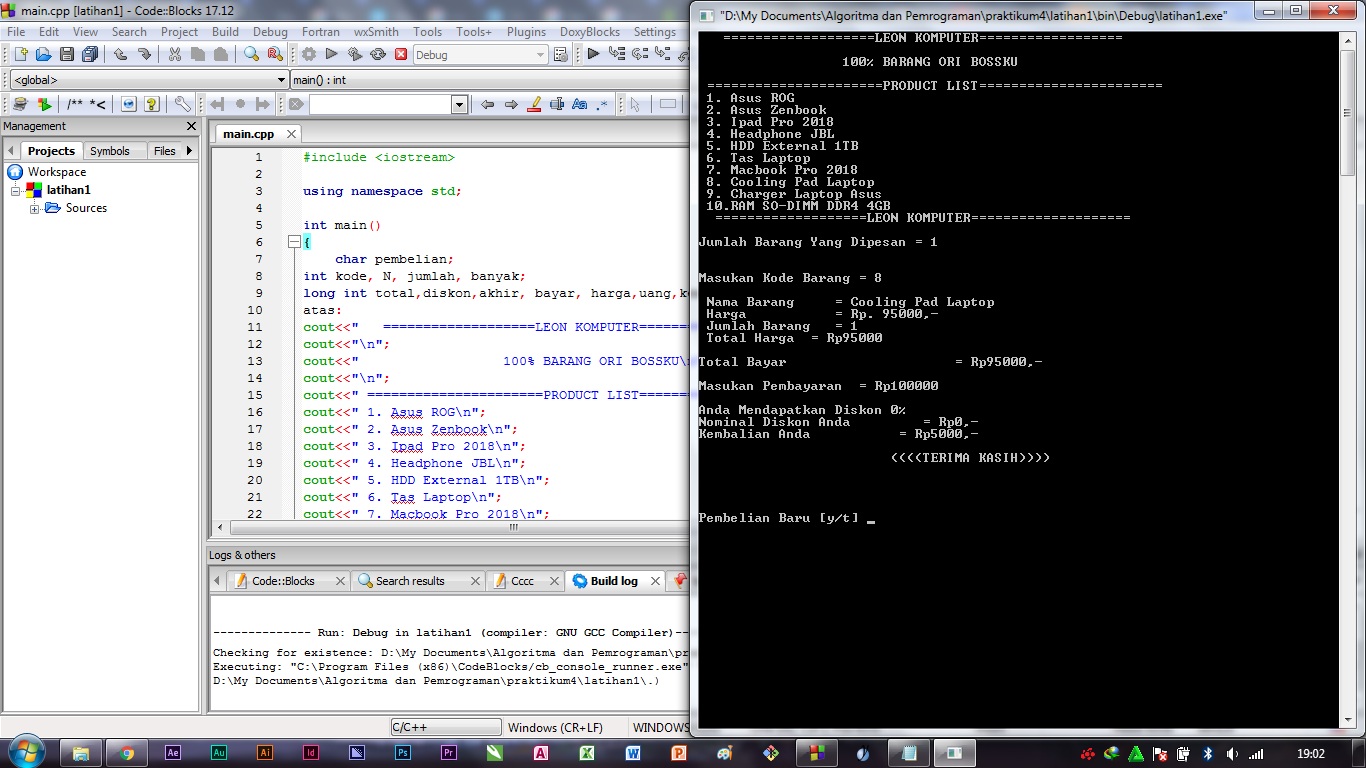 main.cpp [latihan1] - Code::Blocks 17.12
File Edit View Search Project Build Debug Fortran wxSmith Tools Tools+ Plugins DoxyBlocks Settings
Debug
<global> main() : int
/** *<
Aa .*
Management
Projects Symbols Files
Workspace
latihan1
Sources
main.cpp
1 #include <iostream>
2
3 using namespace std;
4
5 int main()
6 {
7 char pembelian;
8 int kode, N, jumlah, banyak;
9 long int total,diskon,akhir, bayar, harga,uang,
10 atas:
11 cout<<"   ===================LEON KOMPUTER=======
12 cout<<"\n";
13 cout<<"                  100% BARANG ORI BOSSKU\n
14 cout<<"\n";
15 cout<<" ======================PRODUCT LIST======
16 cout<<" 1. Asus ROG\n";
17 cout<<" 2. Asus Zenbook\n";
18 cout<<" 3. Ipad Pro 2018\n";
19 cout<<" 4. Headphone JBL\n";
20 cout<<" 5. HDD External 1TB\n";
21 cout<<" 6. Tas Laptop\n";
22 cout<<" 7. Macbook Pro 2018\n";
Logs & others
Code::Blocks Search results Cccc Build log
-------------- Run: Debug in latihan1 (compiler: GNU GCC Compiler)--
Checking for existence: D:\My Documents\Algoritma dan Pemrograman\pr
Executing: "C:\Program Files (x86)\CodeBlocks/cb_console_runner.exe"
D:\My Documents\Algoritma dan Pemrograman\praktikum4\latihan1\.)
C/C++ Windows (CR+LF) WINDOWS
"D:\My Documents\Algoritma dan Pemrograman\praktikum4\latihan1\bin\Debug\latihan1.exe"
===================LEON KOMPUTER==================
100% BARANG ORI BOSSKU
======================PRODUCT LIST=======================
1. Asus ROG
2. Asus Zenbook
3. Ipad Pro 2018
4. Headphone JBL
5. HDD External 1TB
6. Tas Laptop
7. Macbook Pro 2018
8. Cooling Pad Laptop
9. Charger Laptop Asus
10.RAM SO-DIMM DDR4 4GB
===================LEON KOMPUTER====================
Jumlah Barang Yang Dipesan = 1
Masukan Kode Barang = 8
Nama Barang     = Cooling Pad Laptop
Harga           = Rp. 95000,-
Jumlah Barang   = 1
Total Harga  = Rp95000
Total Bayar                     = Rp95000,-
Masukan Pembayaran  = Rp100000
Anda Mendapatkan Diskon 0%
Nominal Diskon Anda         = Rp0,-
Kembalian Anda           = Rp5000,-
<<<<TERIMA KASIH>>>>
Pembelian Baru [y/t] _
Ae Au Ai Id Ps Pr A X W P
19:02